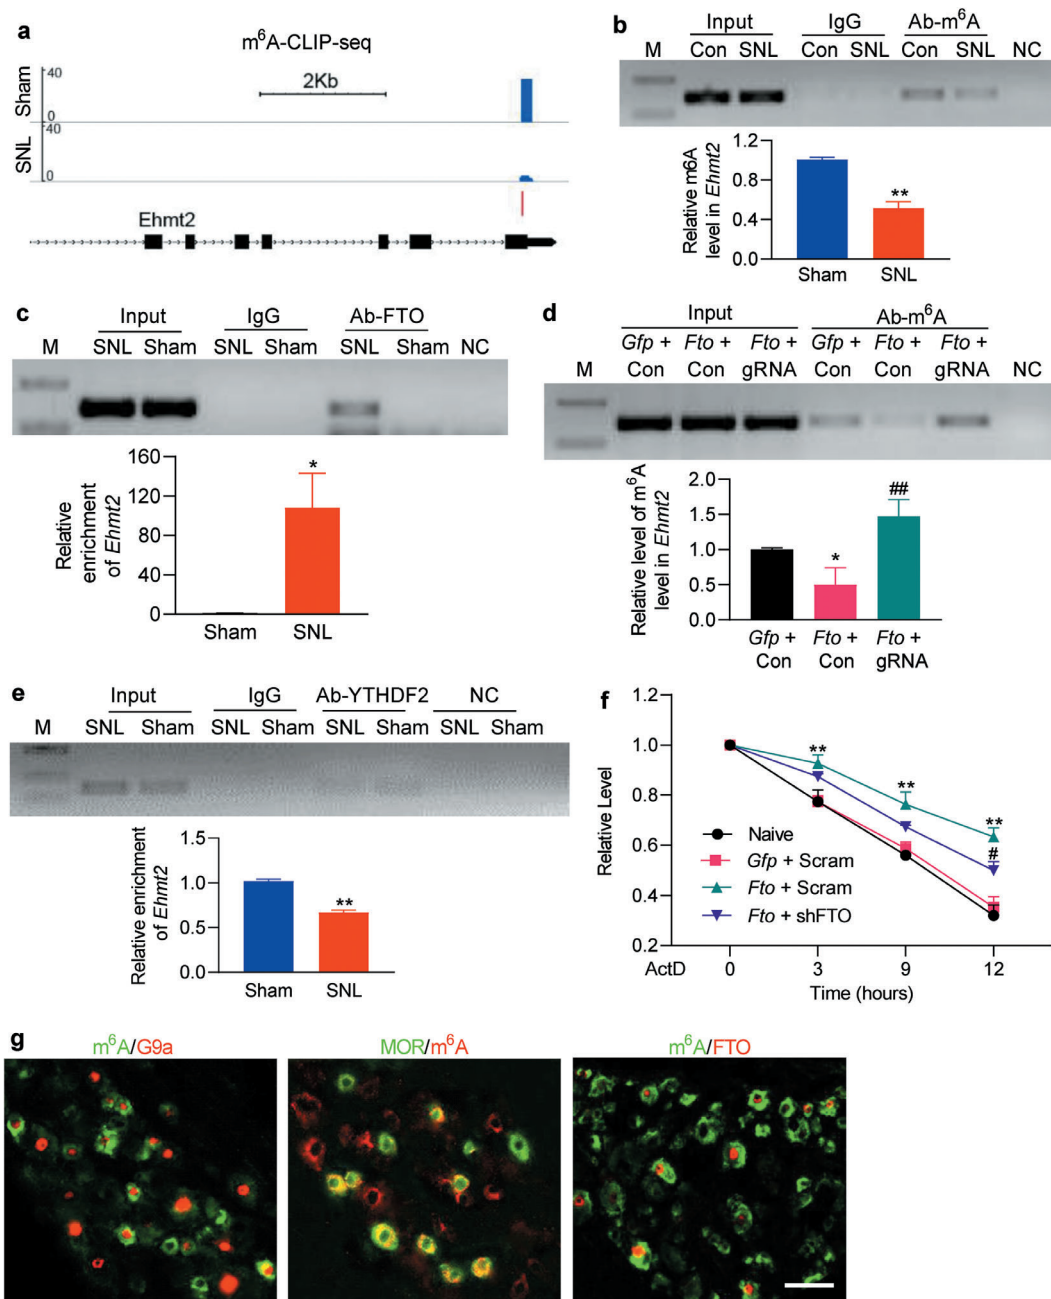 a
m⁶A-CLIP-seq
Sham
40
0
2Kb
SNL
40
0
Ehmt2
b
Input IgG Ab-m⁶A
M Con SNL Con SNL Con SNL NC
Relative m6A
level in Ehmt2
1.2
0.8
0.4
0.0
**
Sham SNL
c
Input IgG Ab-FTO
M SNL Sham SNL Sham SNL Sham NC
Relative
enrichment
of Ehmt2
160
120
80
40
0
*
Sham SNL
d
Input Ab-m⁶A
Gfp + Fto + Fto + Gfp + Fto + Fto +
M Con Con gRNA Con Con gRNA NC
Relative level of m⁶A
level in Ehmt2
2.0
1.5
1.0
0.5
0.0
*
##
Gfp + Fto + Fto +
Con Con gRNA
e
Input IgG Ab-YTHDF2 NC
M SNL Sham SNL Sham SNL Sham SNL Sham
Relative enrichment
of Ehmt2
1.5
1.0
0.5
0.0
**
Sham SNL
f
Relative Level
1.2
1.0
0.8
0.6
0.4
0.2
**
**
**
#
Naive
Gfp + Scram
Fto + Scram
Fto + shFTO
ActD 0 3 9 12
Time (hours)
g
m⁶A/G9a MOR/m⁶A m⁶A/FTO